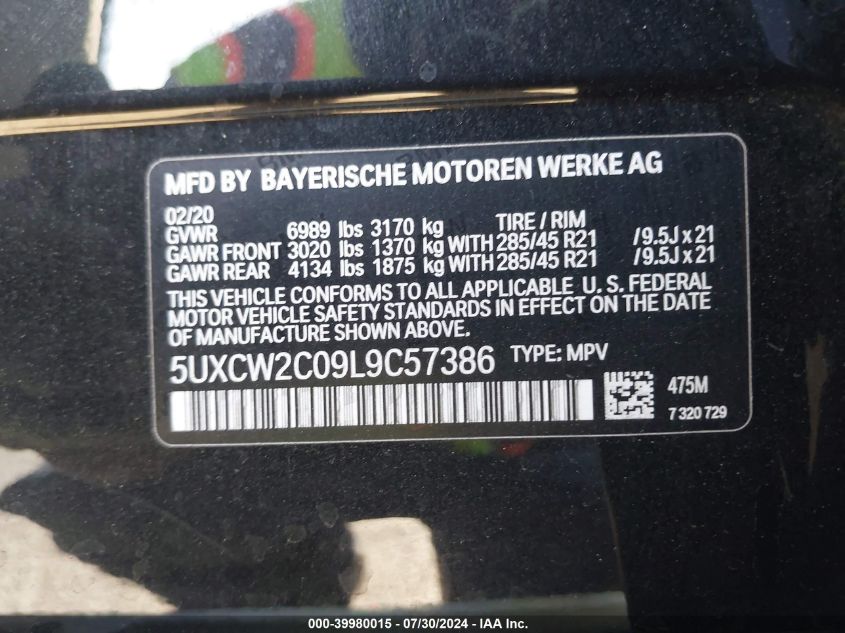 MFD BY BAYERISCHE MOTOREN WERKE AG
02/20
GVWR 6989 lbs 3170 kg TIRE / RIM
GAWR FRONT 3020 lbs 1370 kg WITH 285/45 R21 /9.5J x 21
GAWR REAR 4134 lbs 1875 kg WITH 285/45 R21 /9.5J x 21
THIS VEHICLE CONFORMS TO ALL APPLICABLE U. S. FEDERAL
MOTOR VEHICLE SAFETY STANDARDS IN EFFECT ON THE DATE
OF MANUFACTURE SHOWN ABOVE.
5UXCW2C09L9C57386 TYPE: MPV
475M
7 320 729
000-39980015 - 07/30/2024 - IAA Inc.